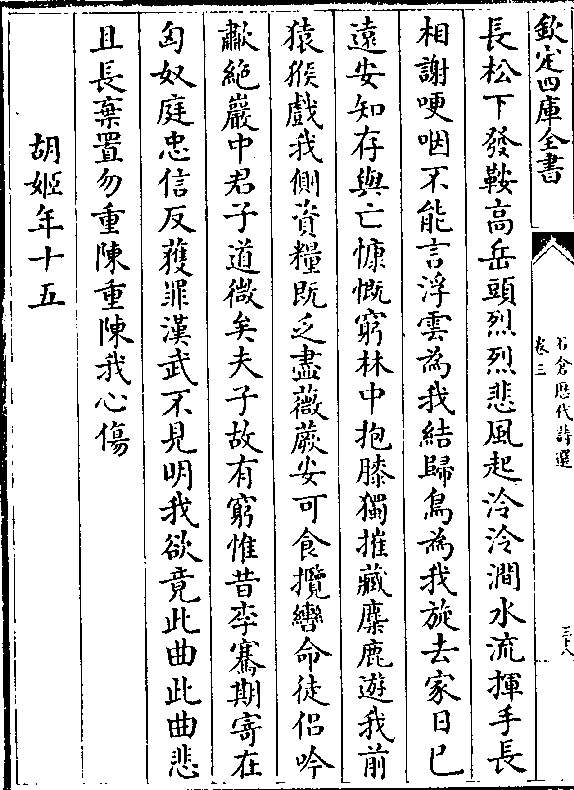 欽定四庫全書
石倉歷代詩選
卷三
三十八
長松下發鞍高岳頭烈烈悲風起泠泠澗水流揮手長
相謝哽咽不能言浮雲為我結歸鳥為我旋去家日已
遠安知存與亡慷慨窮林中抱膝獨摧藏麋鹿遊我前
猿猴戲我側資糧既乏盡薇蕨安可食攬轡命徒侶吟
嘯絶巖中君子道微矣夫子故有窮惟昔李騫期寄在
匈奴庭忠信反獲罪漢武不見明我欲竟此曲此曲悲
且長棄置勿重陳重陳我心傷
胡姬年十五